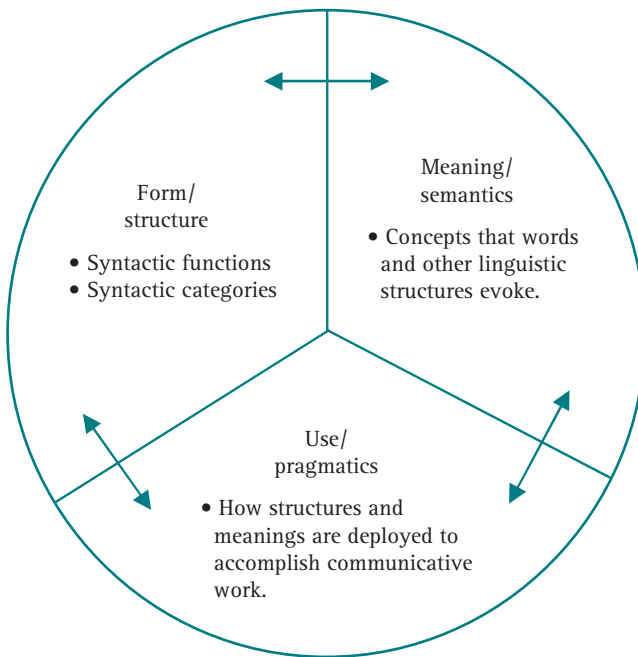 Form/
structure
• Syntactic functions
• Syntactic categories
Meaning/
semantics
• Concepts that words
and other linguistic
structures evoke.
Use/
pragmatics
• How structures and
meanings are deployed to
accomplish communicative
work.